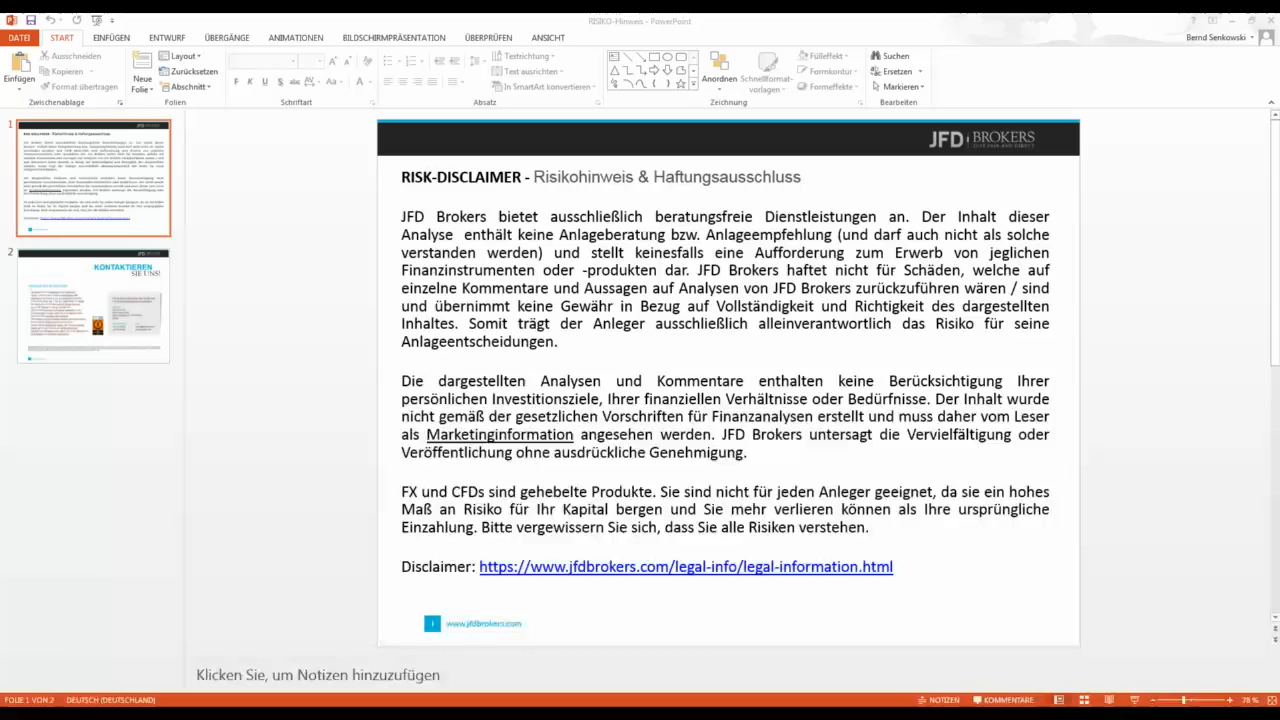 RISIKO-Hinweis - PowerPoint
DATEI START EINFÜGEN ENTWURF ÜBERGÄNGE ANIMATIONEN BILDSCHIRMPRÄSENTATION ÜBERPRÜFEN ANSICHT Bernd Senkowski
Einfügen
Ausschneiden
Kopieren
Format übertragen
Zwischenablage
Neue
Folie
Layout
Zurücksetzen
Abschnitt
Folien
F K U S abc AV Aa A
Schriftart
Textrichtung
Text ausrichten
In SmartArt konvertieren
Absatz
Anordnen
Schnellformat-
vorlagen
Fülleffekt
Formkontur
Formeffekte
Zeichnung
Suchen
Ersetzen
Markieren
Bearbeiten
1
2
KONTAKTIEREN
SIE UNS!
JFD BROKERS
RISK-DISCLAIMER - Risikohinweis & Haftungsausschluss
JFD Brokers bietet ausschließlich beratungsfreie Dienstleistungen an. Der Inhalt dieser
Analyse enthält keine Anlageberatung bzw. Anlageempfehlung (und darf auch nicht als solche
verstanden werden) und stellt keinesfalls eine Aufforderung zum Erwerb von jeglichen
Finanzinstrumenten oder -produkten dar. JFD Brokers haftet nicht für Schäden, welche auf
einzelne Kommentare und Aussagen auf Analysen von JFD Brokers zurückzuführen wären / sind
und übernimmt keine Gewähr in Bezug auf Vollständigkeit und Richtigkeit des dargestellten
Inhaltes. Somit trägt der Anleger ausschließlich alleinverantwortlich das Risiko für seine
Anlageentscheidungen.
Die dargestellten Analysen und Kommentare enthalten keine Berücksichtigung Ihrer
persönlichen Investitionsziele, Ihrer finanziellen Verhältnisse oder Bedürfnisse. Der Inhalt wurde
nicht gemäß der gesetzlichen Vorschriften für Finanzanalysen erstellt und muss daher vom Leser
als Marketinginformation angesehen werden. JFD Brokers untersagt die Vervielfältigung oder
Veröffentlichung ohne ausdrückliche Genehmigung.
FX und CFDs sind gehebelte Produkte. Sie sind nicht für jeden Anleger geeignet, da sie ein hohes
Maß an Risiko für Ihr Kapital bergen und Sie mehr verlieren können als Ihre ursprüngliche
Einzahlung. Bitte vergewissern Sie sich, dass Sie alle Risiken verstehen.
Disclaimer: https://www.jfdbrokers.com/legal-info/legal-information.html
www.jfdbrokers.com
Klicken Sie, um Notizen hinzuzufügen
FOLIE 1 VON 2 DEUTSCH (DEUTSCHLAND) NOTIZEN KOMMENTARE 78 %